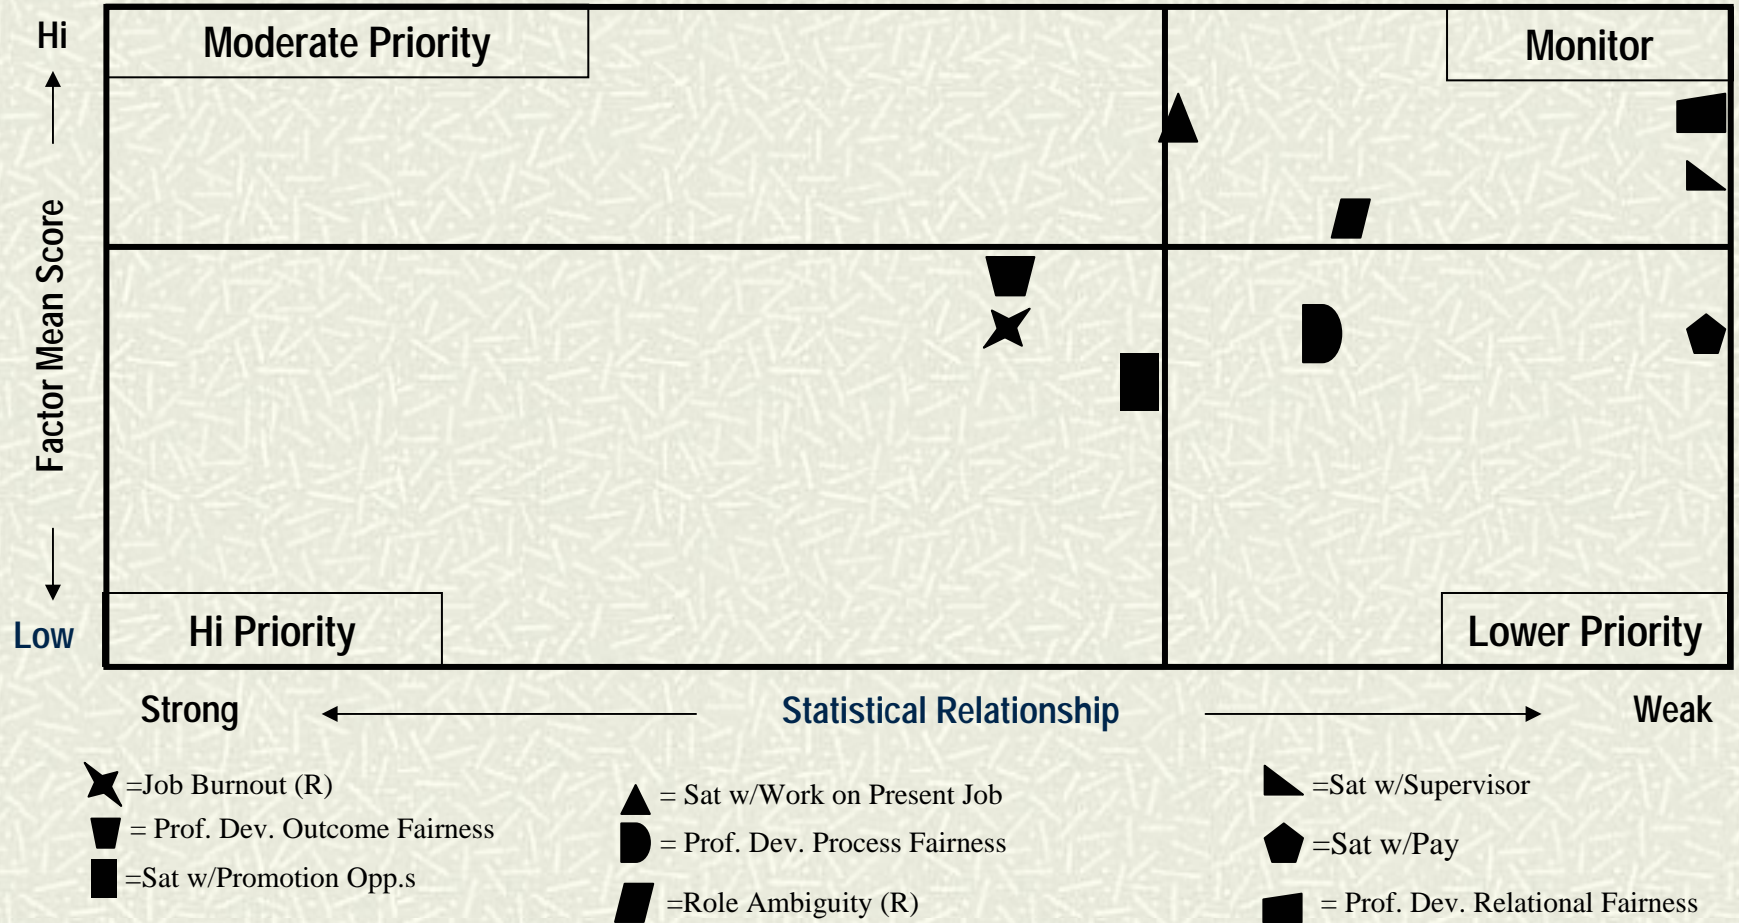 Hi
Moderate Priority
Monitor
Factor Mean Score
Low
Hi Priority
Lower Priority
Strong
Statistical Relationship
Weak
=Job Burnout (R)
= Prof. Dev. Outcome Fairness
=Sat w/Promotion Opp.s
= Sat w/Work on Present Job
= Prof. Dev. Process Fairness
=Role Ambiguity (R)
=Sat w/Supervisor
=Sat w/Pay
= Prof. Dev. Relational Fairness